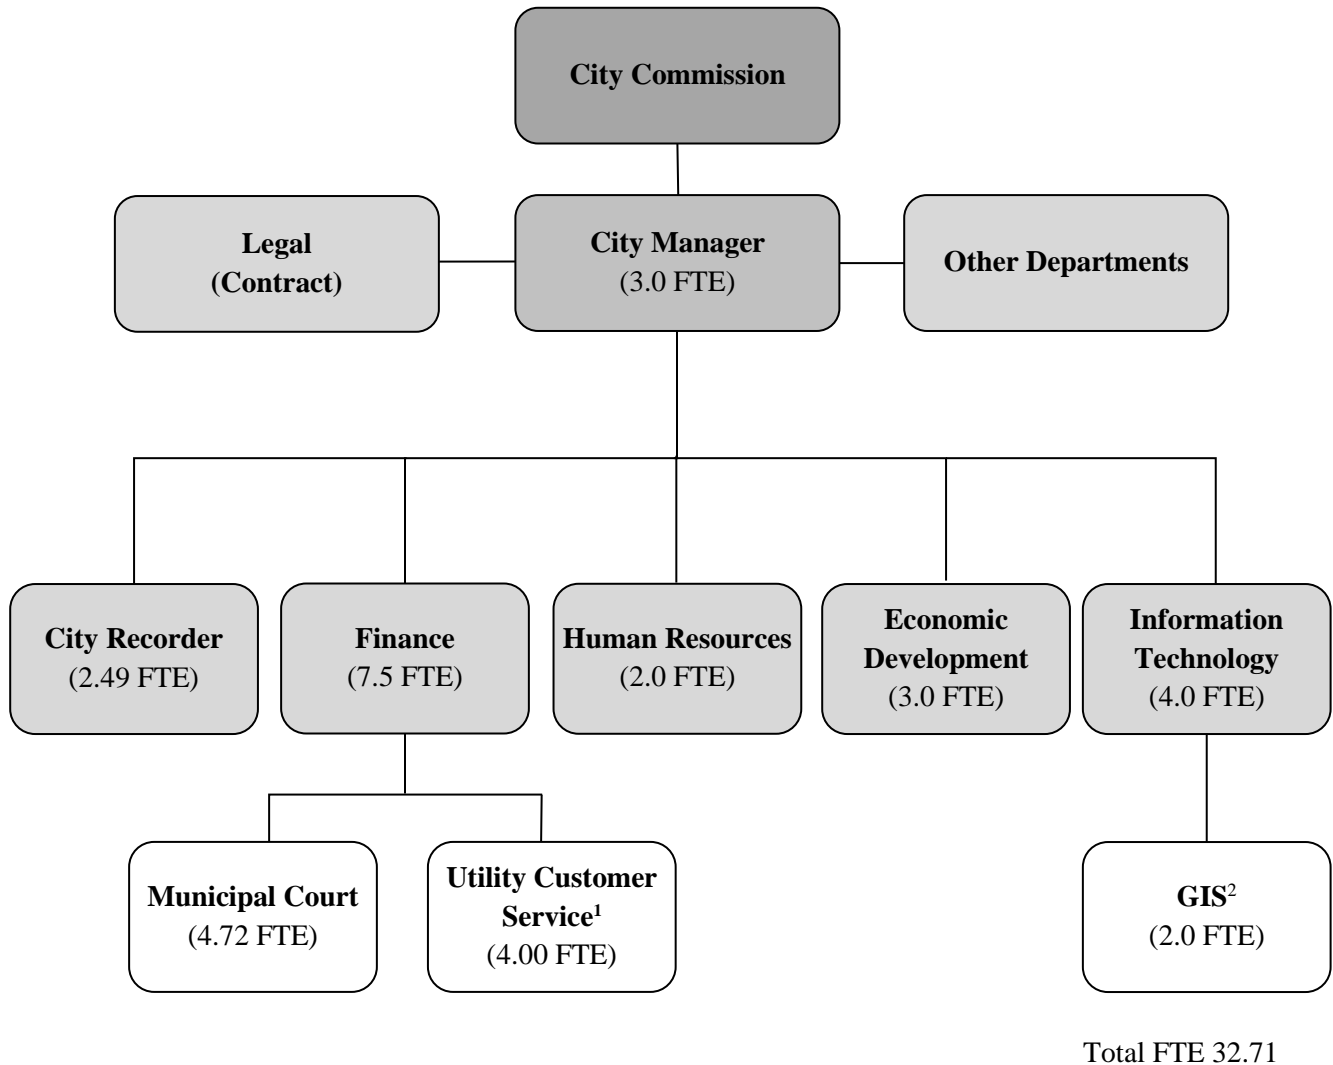 City Commission
Legal
(Contract)
City Manager
(3.0 FTE)
Other Departments
City Recorder
(2.49 FTE)
Finance
(7.5 FTE)
Human Resources
(2.0 FTE)
Economic
Development
(3.0 FTE)
Information
Technology
(4.0 FTE)
Municipal Court
(4.72 FTE)
Utility Customer
Service¹
(4.00 FTE)
GIS²
(2.0 FTE)
Total FTE 32.71